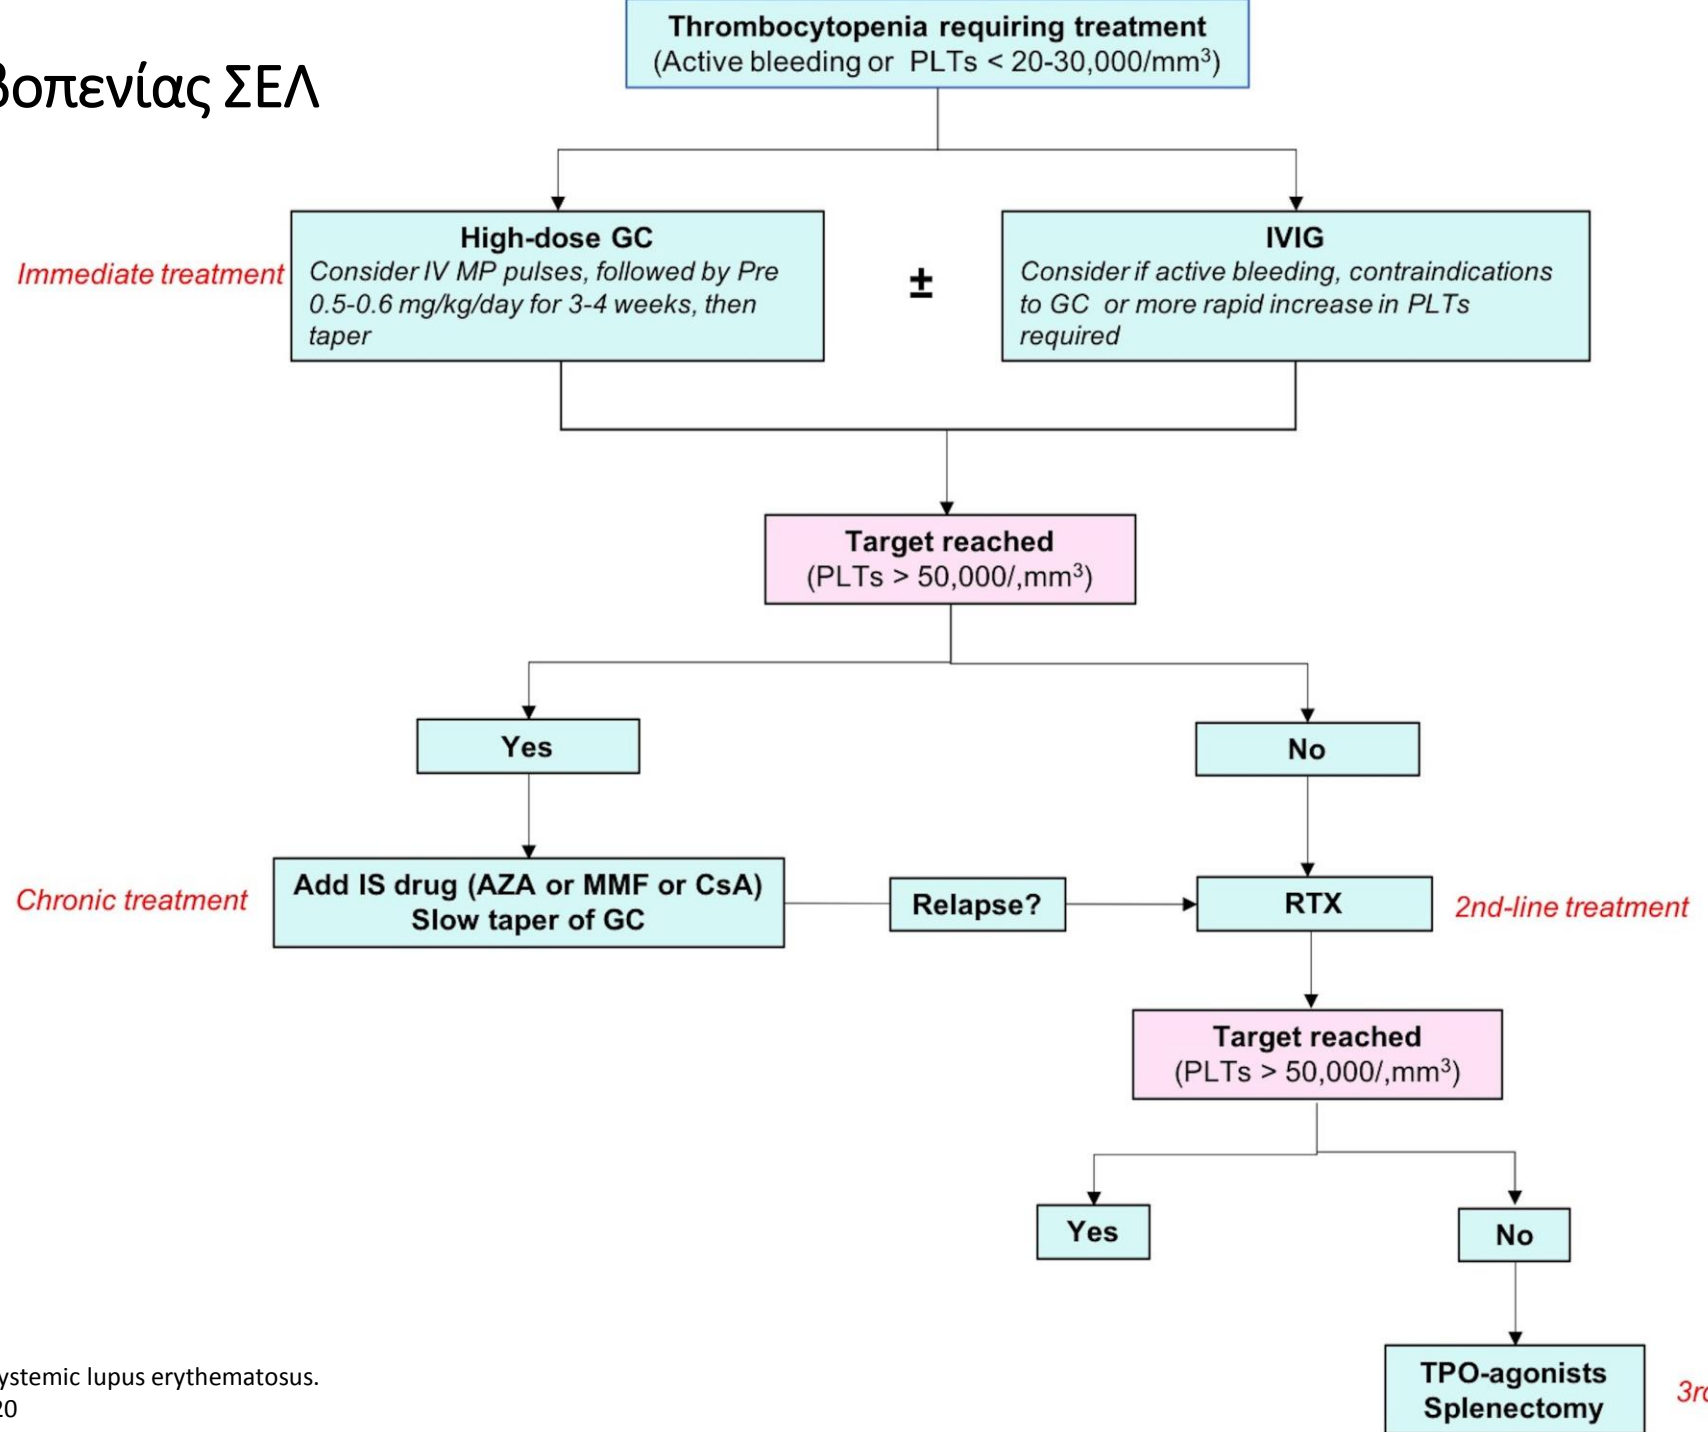 Thrombocytopenia requiring treatment
(Active bleeding or PLTs < 20-30,000/mm³)
βοπενίας ΣΕΛ
Immediate treatment
High-dose GC
Consider IV MP pulses, followed by Pre
0.5-0.6 mg/kg/day for 3-4 weeks, then
taper
±
IVIG
Consider if active bleeding, contraindications
to GC or more rapid increase in PLTs
required
Target reached
(PLTs > 50,000/,mm³)
Yes
No
Chronic treatment
Add IS drug (AZA or MMF or CsA)
Slow taper of GC
Relapse?
RTX
2nd-line treatment
Target reached
(PLTs > 50,000/,mm³)
Yes
No
TPO-agonists
Splenectomy
3r
ystemic lupus erythematosus.
20